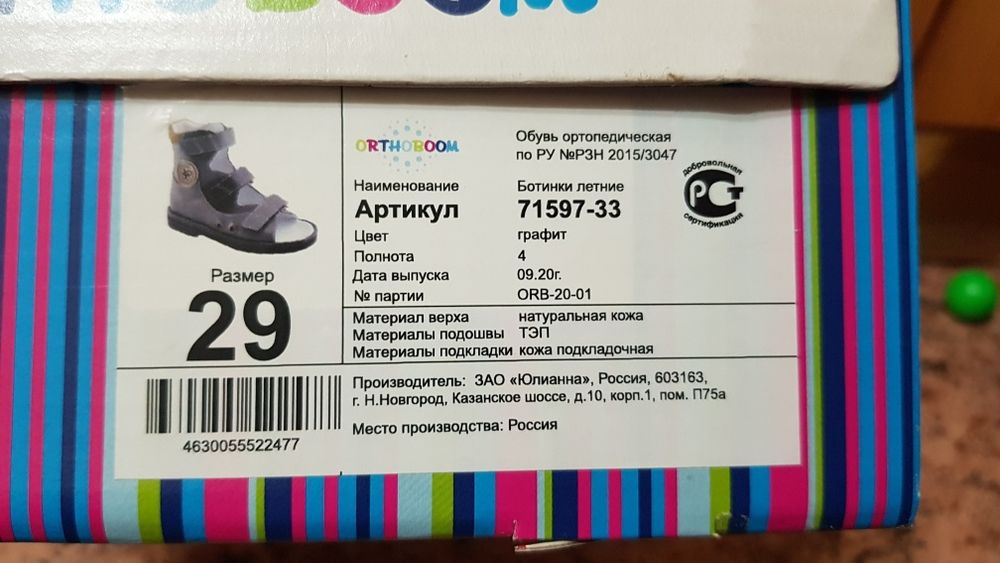 ORTHOBOOM
Обувь ортопедическая
по РУ №РЗН 2015/3047
добровольная
РСТ
сертификация
Наименование Ботинки летние
Артикул 71597-33
Цвет графит
Полнота 4
Дата выпуска 09.20г.
№ партии ORB-20-01
Размер
29
Материал верха натуральная кожа
Материалы подошвы ТЭП
Материалы подкладки кожа подкладочная
4630055522477
Производитель: ЗАО «Юлианна», Россия, 603163,
г. Н.Новгород, Казанское шоссе, д.10, корп.1, пом. П75а
Место производства: Россия